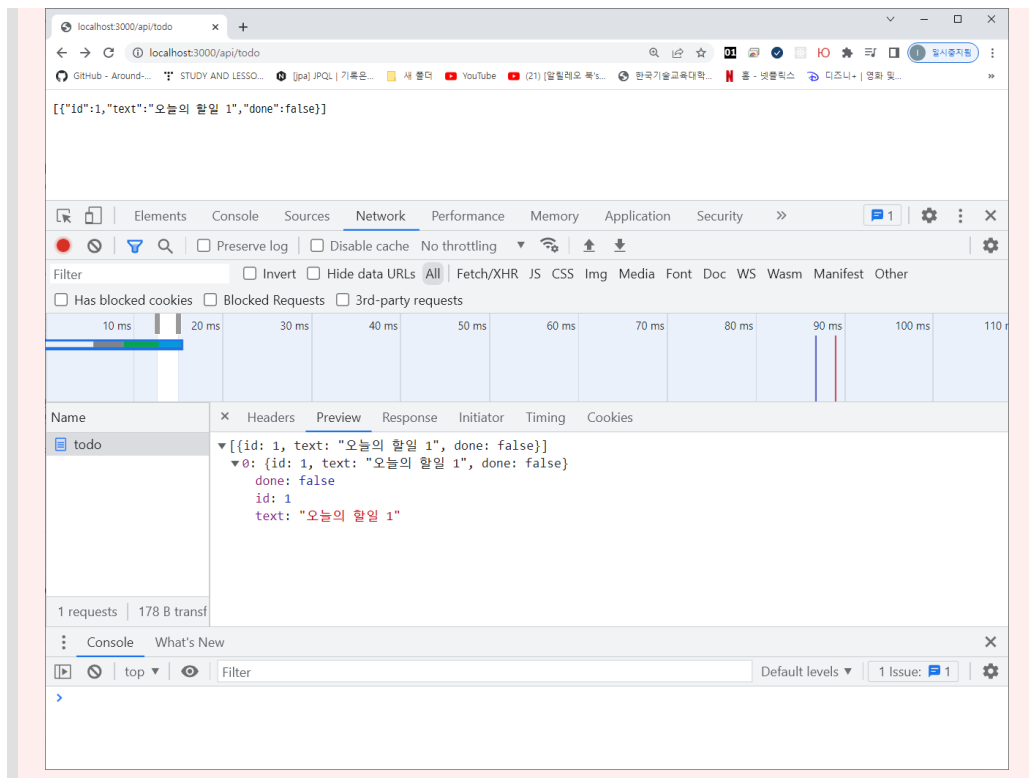 localhost:3000/api/todo
localhost:3000/api/todo
01 Ю I 일시중지됨
GitHub - Around-... STUDY AND LESSO... [jpa] JPQL | 기록은... 새 폴더 YouTube (21) [알릴레오 북's... 한국기술교육대학... 홈 - 넷플릭스 디즈니+ | 영화 및... »
[{"id":1,"text":"오늘의 할일 1","done":false}]
Elements Console Sources Network Performance Memory Application Security » 1
Preserve log Disable cache No throttling
Filter Invert Hide data URLs All Fetch/XHR JS CSS Img Media Font Doc WS Wasm Manifest Other
Has blocked cookies Blocked Requests 3rd-party requests
10 ms 20 ms 30 ms 40 ms 50 ms 60 ms 70 ms 80 ms 90 ms 100 ms 110
Name × Headers Preview Response Initiator Timing Cookies
todo
[{id: 1, text: "오늘의 할일 1", done: false}]
0: {id: 1, text: "오늘의 할일 1", done: false}
done: false
id: 1
text: "오늘의 할일 1"
1 requests 178 B transf
Console What's New
top Filter Default levels 1 Issue: 1
>